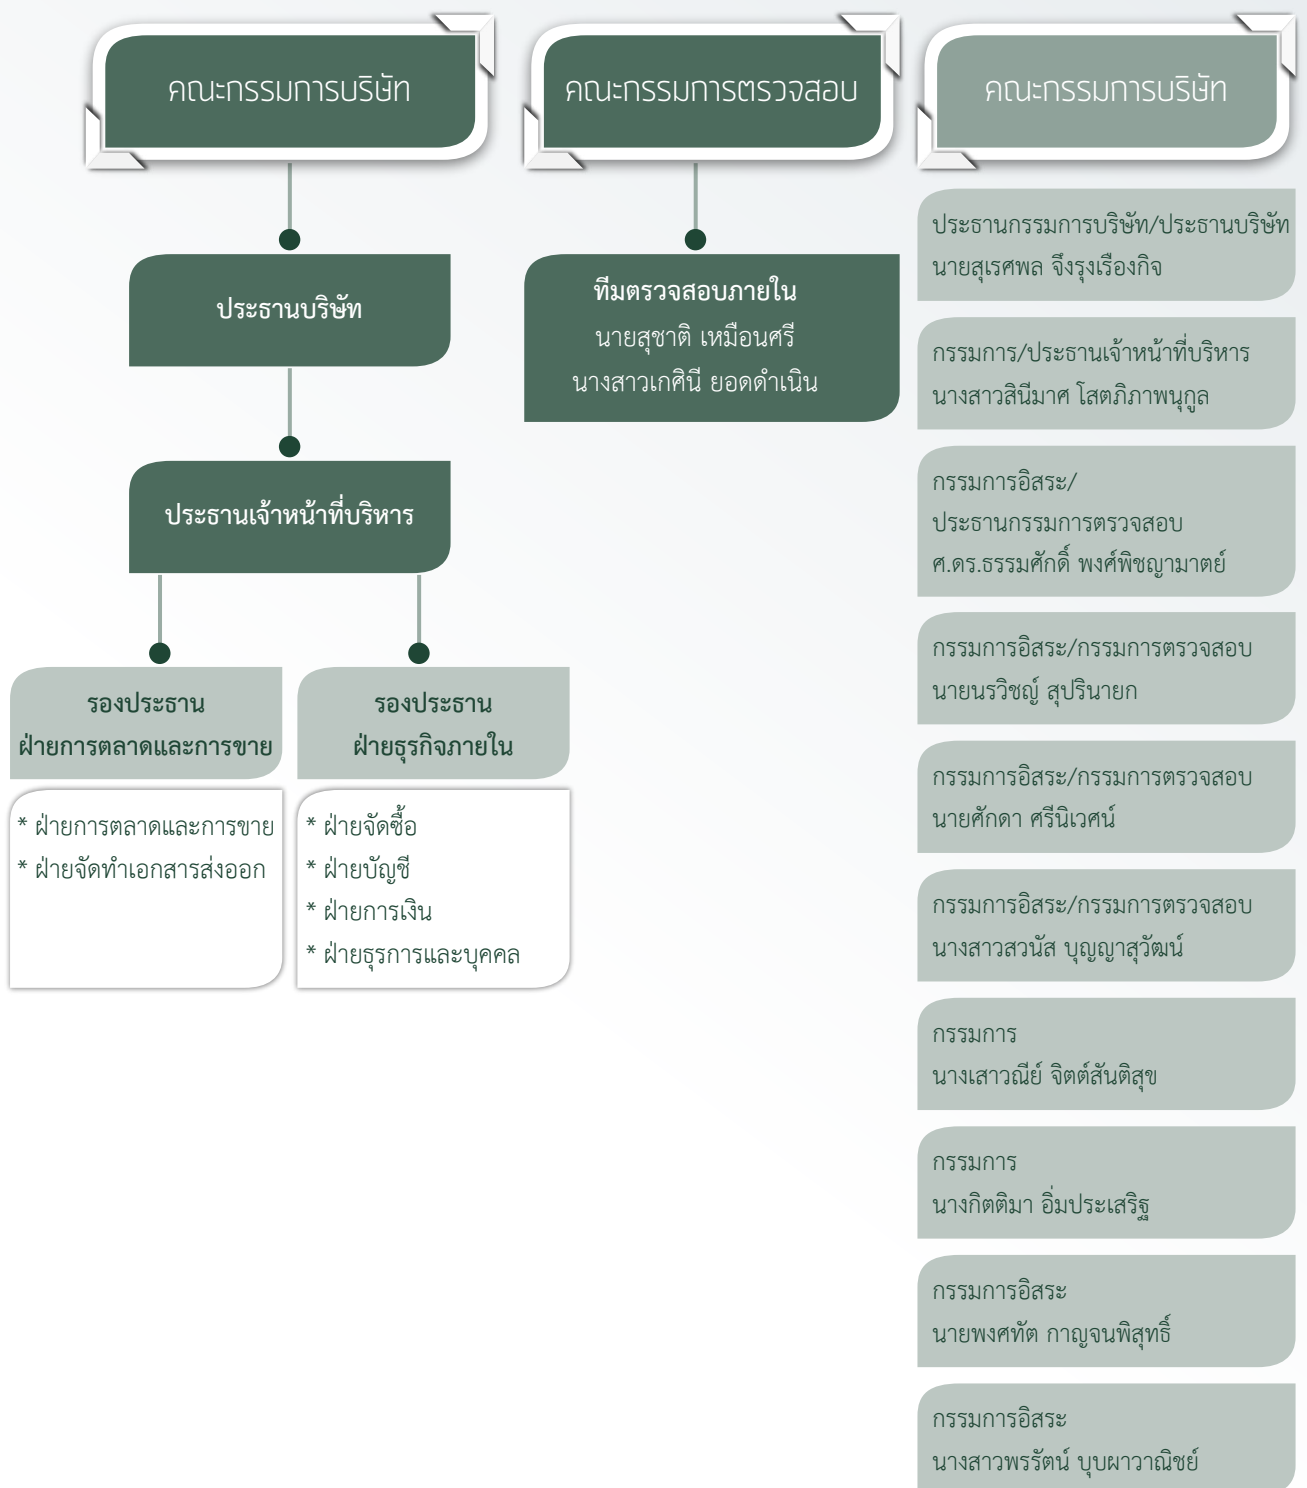 คณะกรรมการบริษัท
ประธานบริษัท
ประธานเจ้าหน้าที่บริหาร
รองประธาน
ฝ่ายการตลาดและการขาย
* ฝ่ายการตลาดและการขาย
* ฝ่ายจัดทำเอกสารส่งออก
รองประธาน
ฝ่ายธุรกิจภายใน
* ฝ่ายจัดซื้อ
* ฝ่ายบัญชี
* ฝ่ายการเงิน
* ฝ่ายธุรการและบุคคล
คณะกรรมการตรวจสอบ
ทีมตรวจสอบภายใน
นายสุชาติ เหมือนศรี
นางสาวเกศินี ยอดดำเนิน
คณะกรรมการบริษัท
ประธานกรรมการบริษัท/ประธานบริษัท
นายสุเรศพล จึงรุงเรืองกิจ
กรรมการ/ประธานเจ้าหน้าที่บริหาร
นางสาวสินีมาศ โสตภิภาพนุกูล
กรรมการอิสระ/
ประธานกรรมการตรวจสอบ
ศ.ดร.ธรรมศักดิ์ พงศ์พิชญามาตย์
กรรมการอิสระ/กรรมการตรวจสอบ
นายนรวิชญ์ สุปรินายก
กรรมการอิสระ/กรรมการตรวจสอบ
นายศักดา ศรีนิเวศน์
กรรมการอิสระ/กรรมการตรวจสอบ
นางสาวสวนัส บุญญาสุวัฒน์
กรรมการ
นางเสาวณีย์ จิตต์สันติสุข
กรรมการ
นางกิตติมา อิ่มประเสริฐ
กรรมการอิสระ
นายพงศทัต กาญจนพิสุทธิ์
กรรมการอิสระ
นางสาวพรรัตน์ บุบผาวาณิชย์